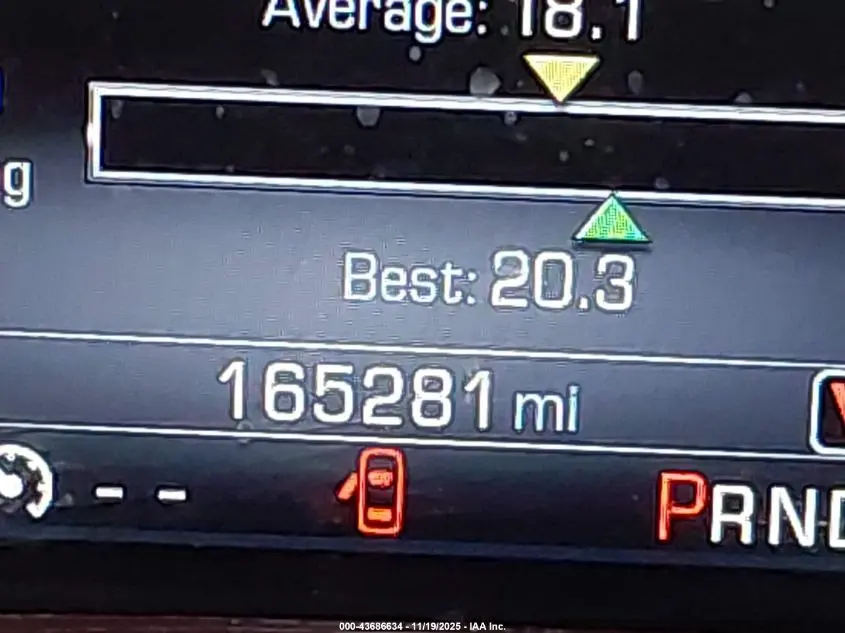 Average: 18.1
g
Best: 20.3
165281 mi
-- PRND
000-43686634 - 11/19/2025 - IAA Inc.